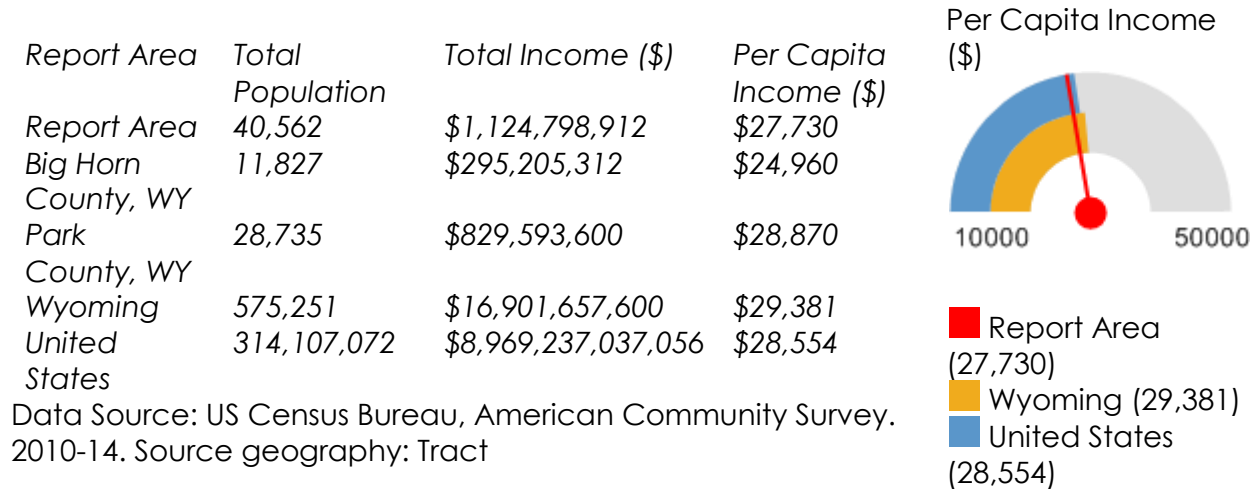 Report Area Total Population Total Income ($) Per Capita Income ($)
Report Area 40,562 $1,124,798,912 $27,730
Big Horn County, WY 11,827 $295,205,312 $24,960
Park County, WY 28,735 $829,593,600 $28,870
Wyoming 575,251 $16,901,657,600 $29,381
United States 314,107,072 $8,969,237,037,056 $28,554
Data Source: US Census Bureau, American Community Survey.
2010-14. Source geography: Tract
Per Capita Income
($)
10000 50000
Report Area
(27,730)
Wyoming (29,381)
United States
(28,554)